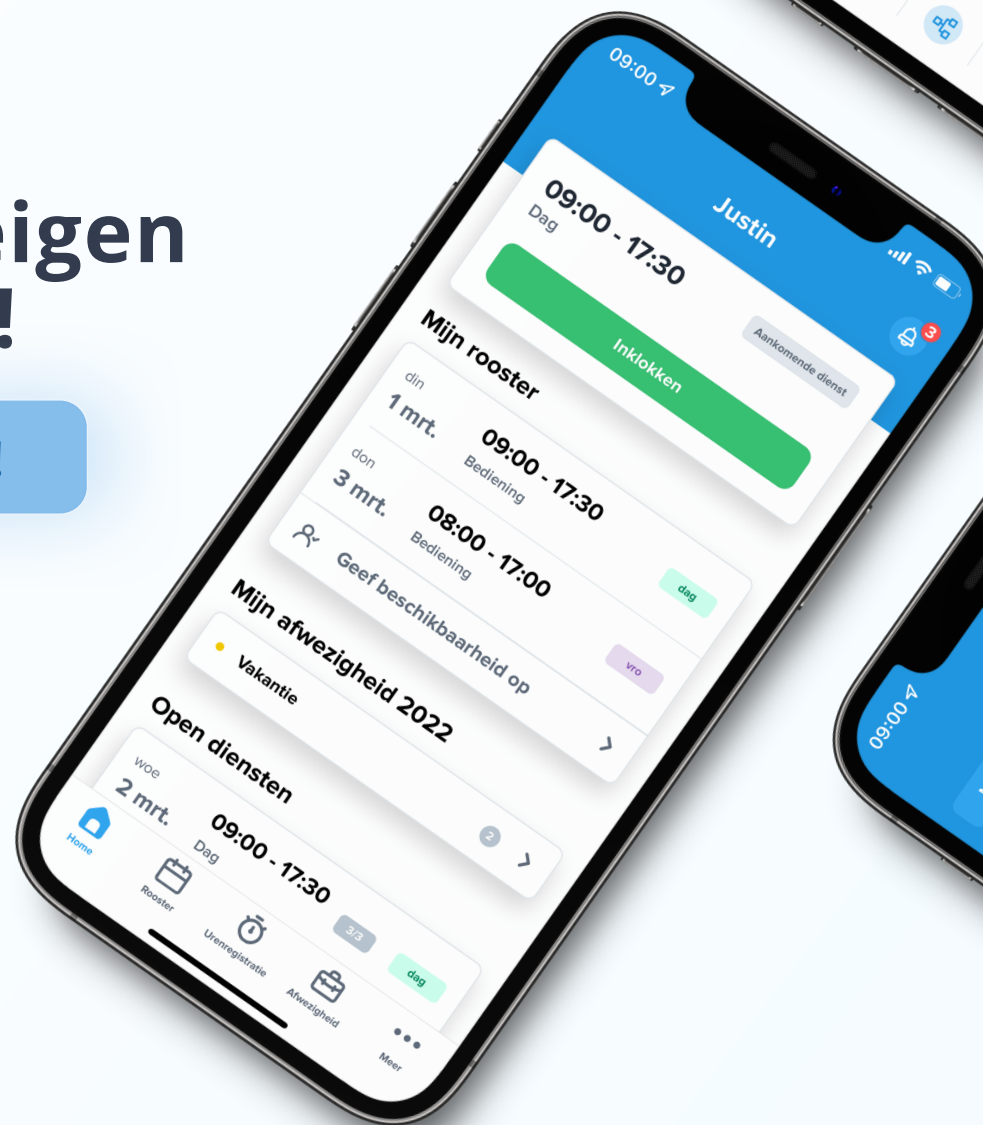 eigen
!
!
09:00
Justin
3
09:00 - 17:30
Dag
Aankomende dienst
Inklokken
Mijn rooster
din
1 mrt.
09:00 - 17:30
Bediening
dag
don
3 mrt.
08:00 - 17:00
Bediening
vro
Geef beschikbaarheid op
Mijn afwezigheid 2022
Vakantie
2
Open diensten
woe
2 mrt.
09:00 - 17:30
Dag
3/3
dag
Home
Rooster
Urenregistratie
Afwezigheid
Meer
09:00